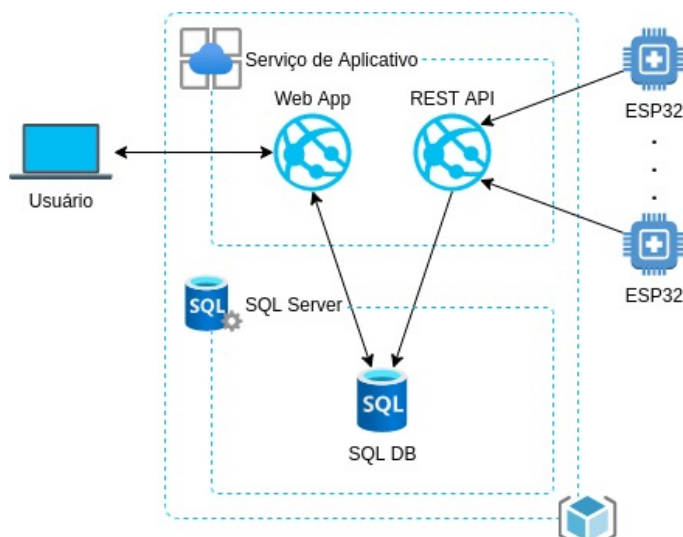 Serviço de Aplicativo
Web App
REST API
ESP32
Usuário
ESP32
SQL
SQL Server
SQL
SQL DB